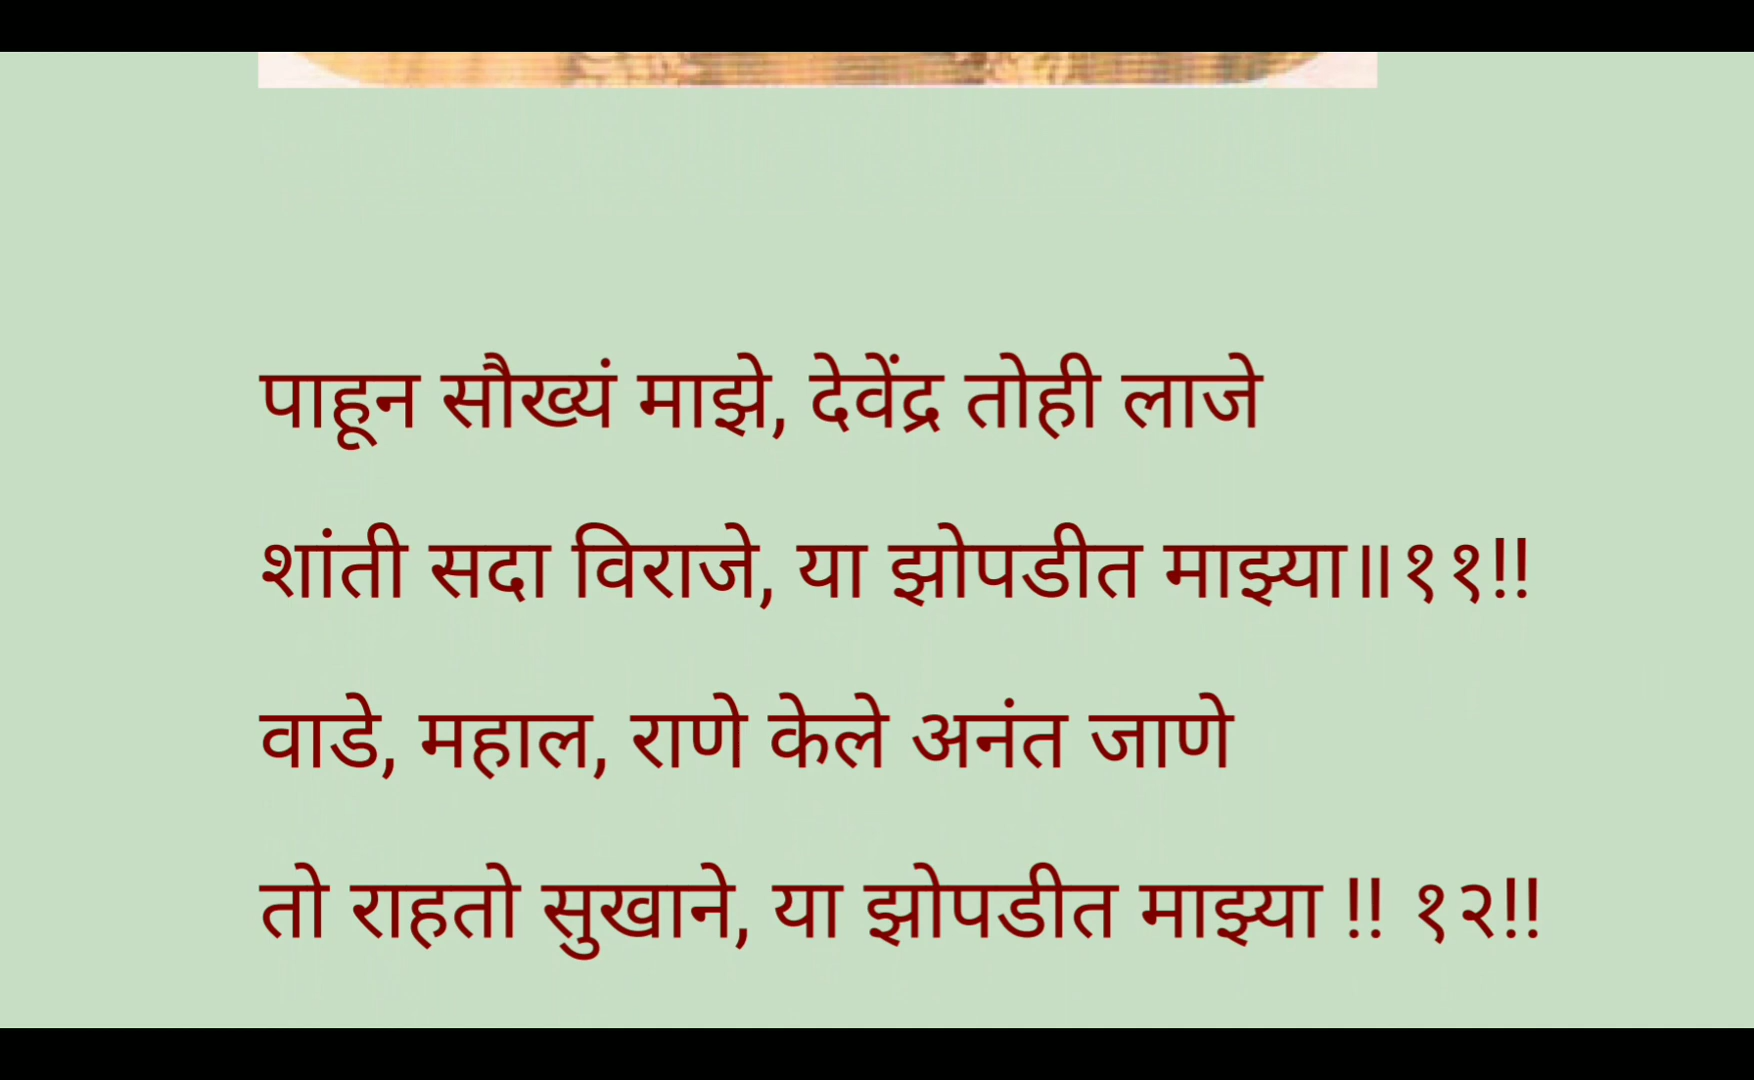 पाहून सौख्यं माझे, देवेंद्र तोही लाजे
शांती सदा विराजे, या झोपडीत माझ्या॥११!!
वाडे, महाल, राणे केले अनंत जाणे
तो राहतो सुखाने, या झोपडीत माझ्या !! १२!!